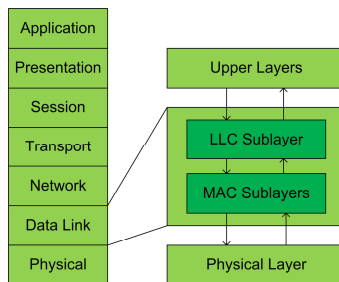 Application
Presentation
Session
Transport
Network
Data Link
Physical
Upper Layers
LLC Sublayer
MAC Sublayers
Physical Layer